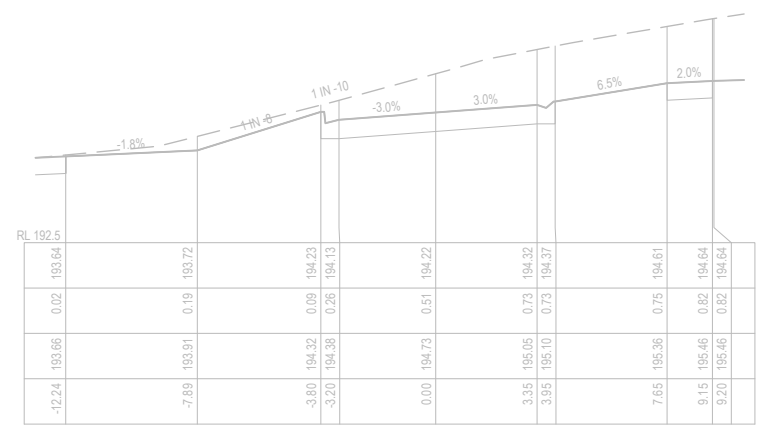 2.0%
6.5%
1 IN -10
-3.0%
3.0%
1 IN -8
-1.8%
RL 192.5
193.64 193.72 194.23 194.13 194.22 194.32 194.37 194.61 194.64 194.64
0.02 0.19 0.09 0.26 0.51 0.73 0.73 0.75 0.82 0.82
193.66 193.91 194.32 194.38 194.73 195.05 195.10 195.36 195.46 195.46
-12.24 -7.89 -3.80 -3.20 0.00 3.35 3.95 7.65 9.15 9.20